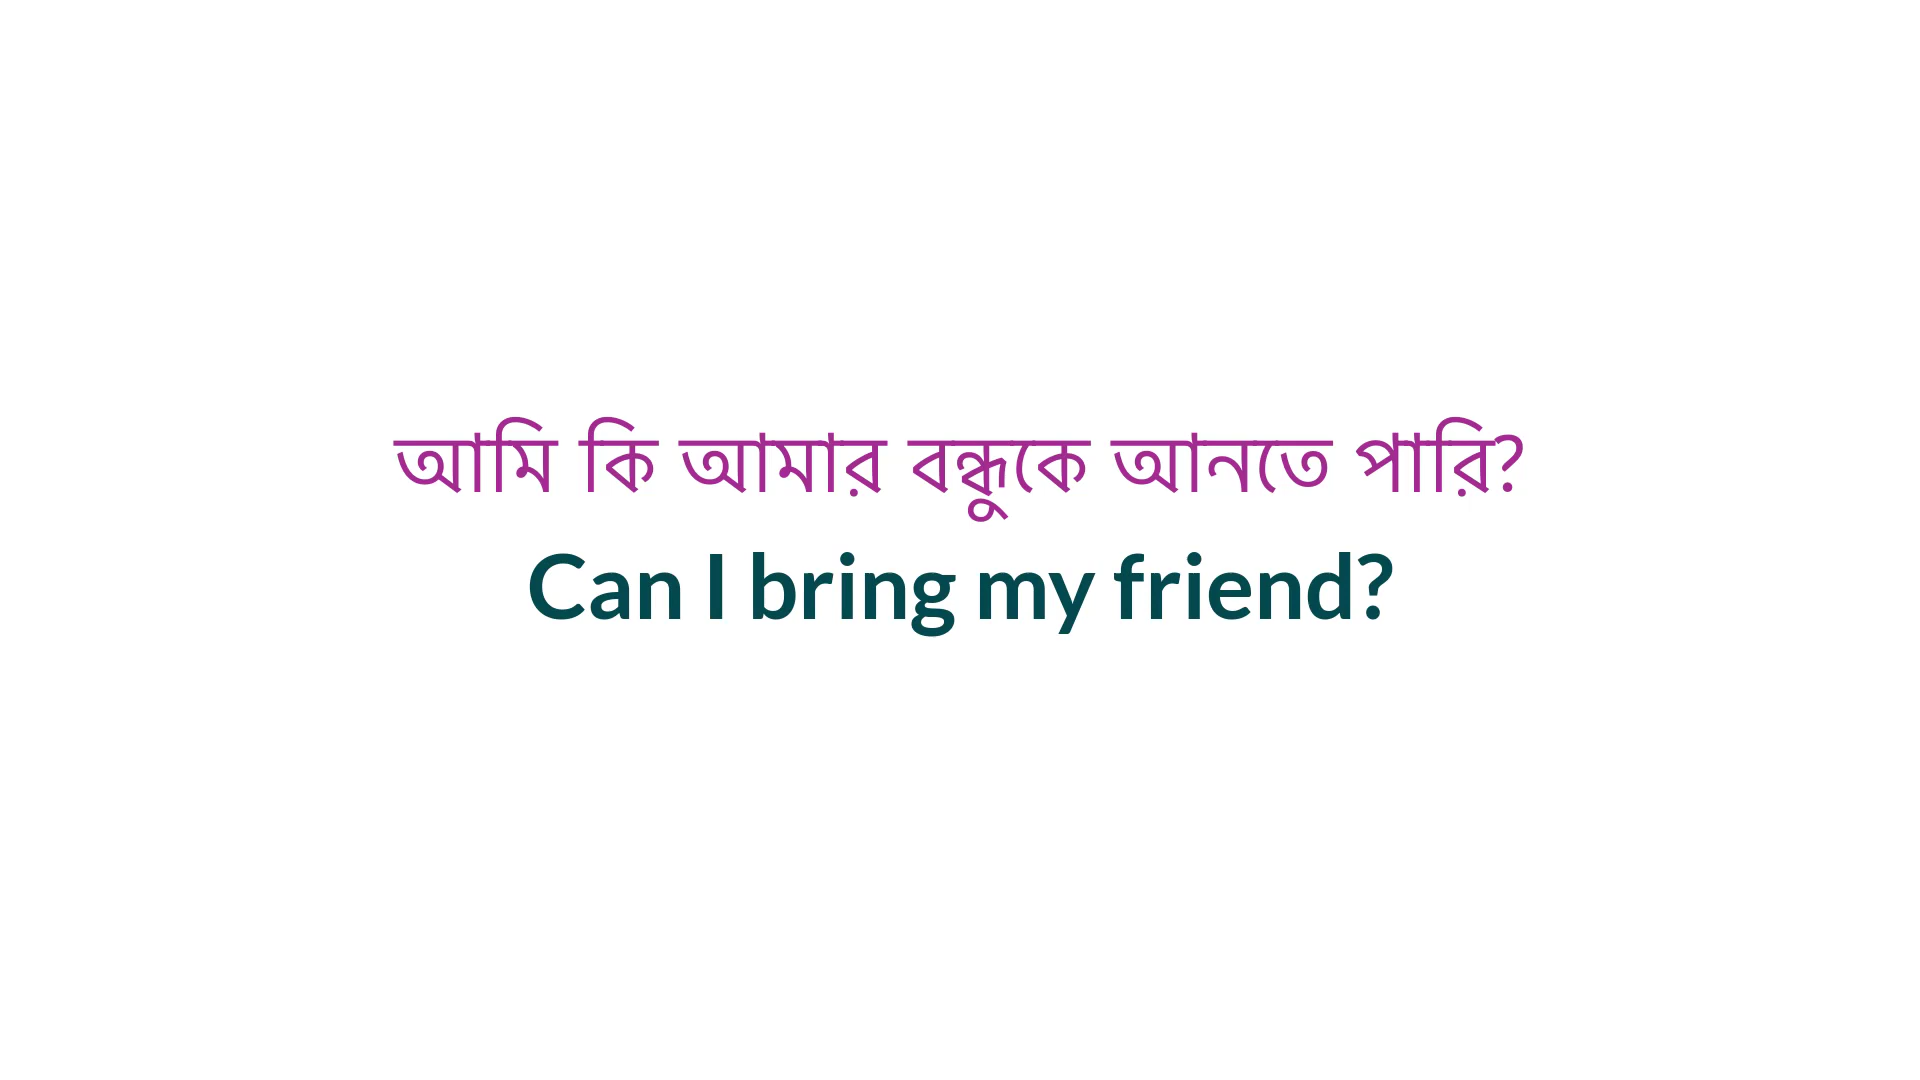 আমি কি আমার বন্ধুকে আনতে পারি?
Can I bring my friend?